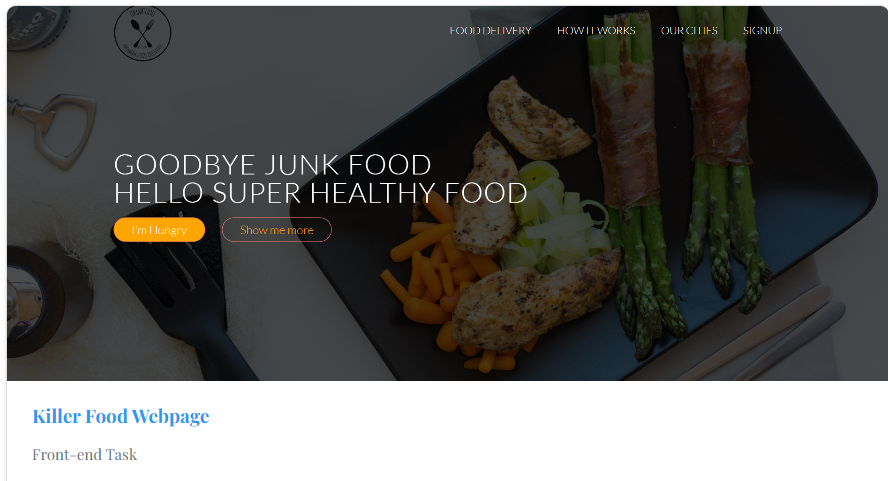 FOOD DELIVERY HOW IT WORKS OUR CITIES SIGNUP
GOODBYE JUNK FOOD
HELLO SUPER HEALTHY FOOD
I'm Hungry Show me more
Killer Food Webpage
Front-end Task